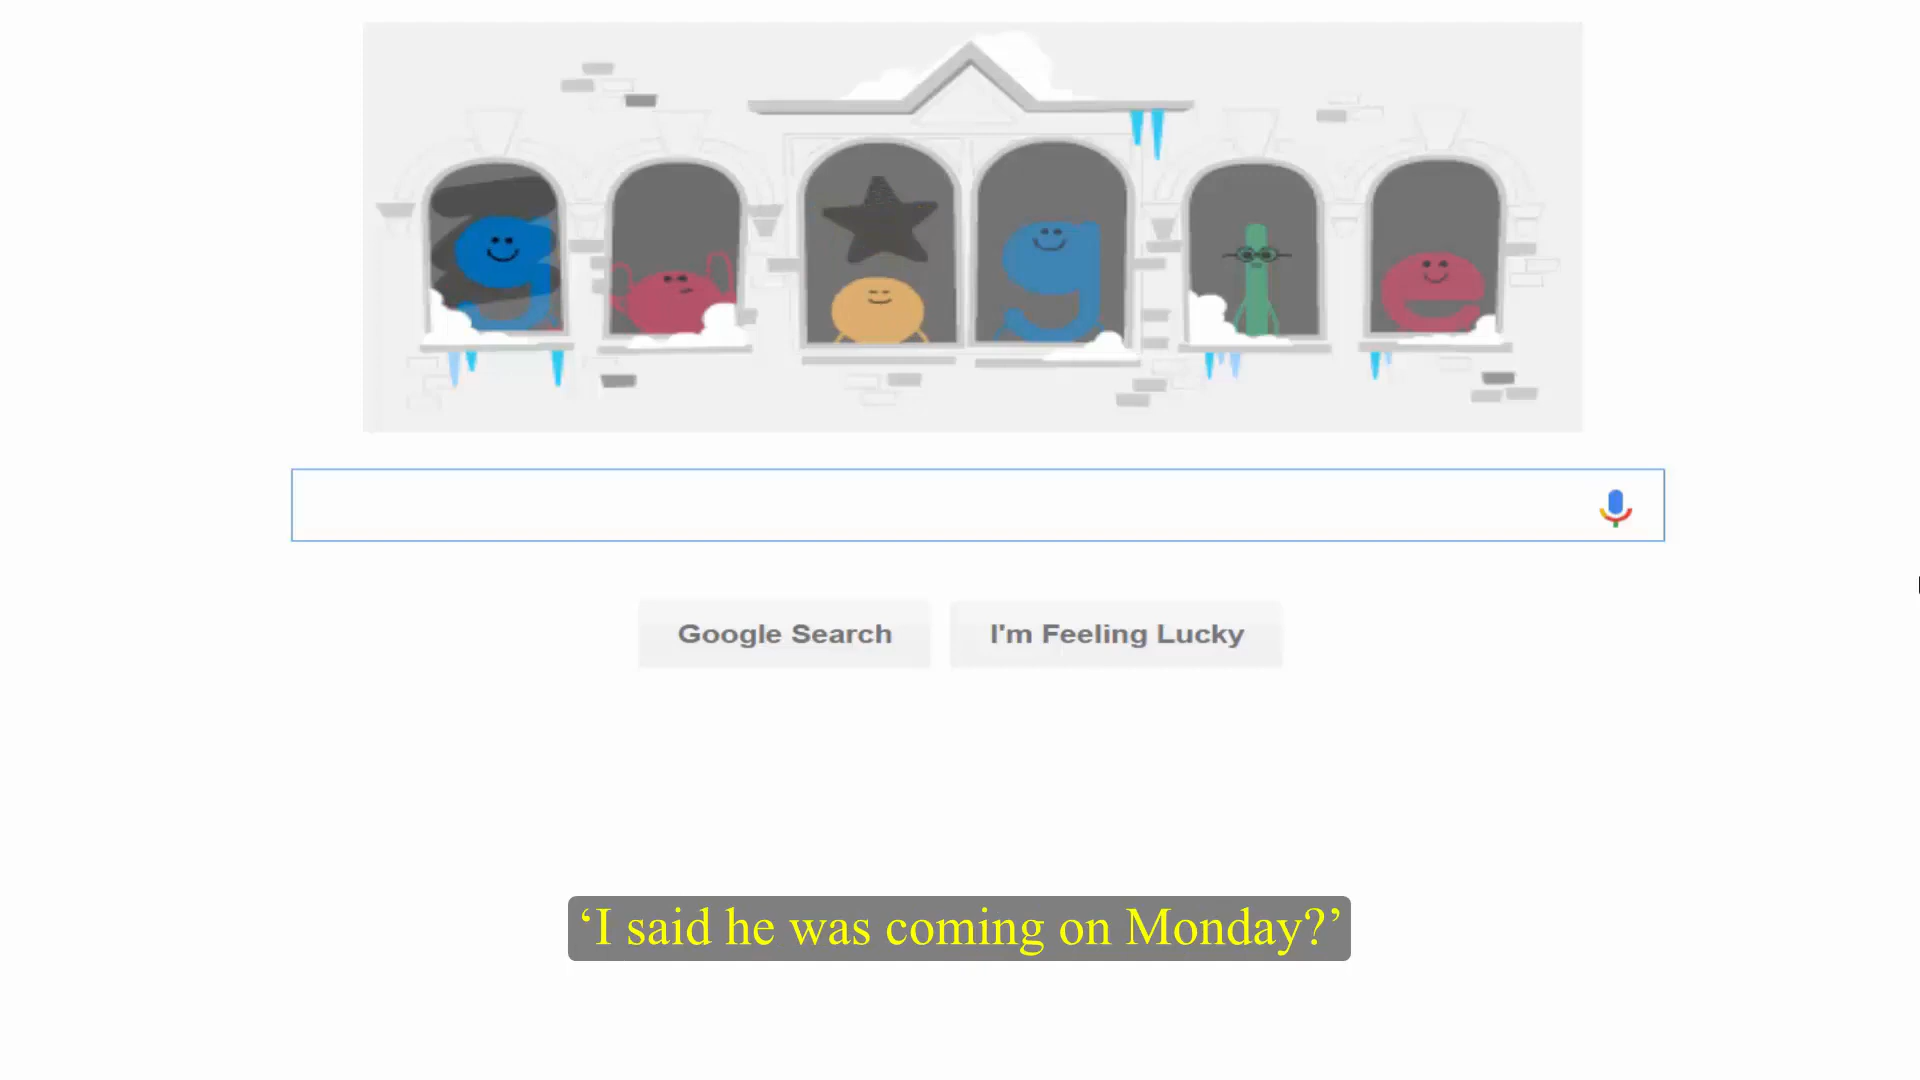 Google Search
I'm Feeling Lucky
‘I said he was coming on Monday?’